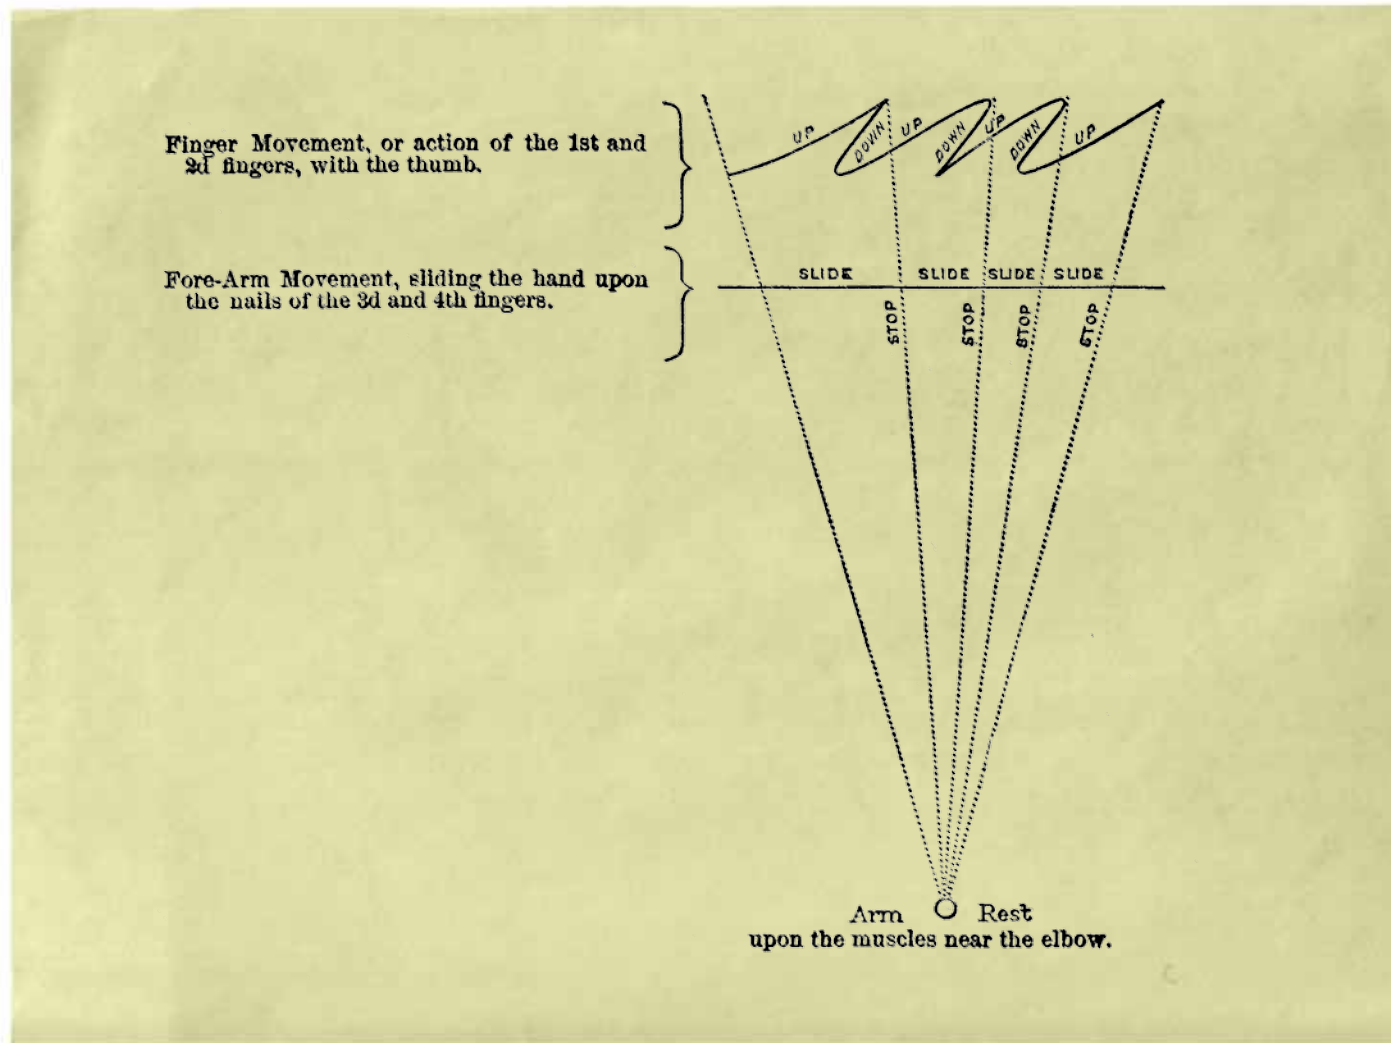 Finger Movement, or action of the 1st and
2d fingers, with the thumb.
UP DOWN UP DOWN UP DOWN UP
Fore-Arm Movement, sliding the hand upon
the nails of the 3d and 4th fingers.
SLIDE SLIDE SLIDE SLIDE
STOP STOP STOP STOP
Arm Rest
upon the muscles near the elbow.